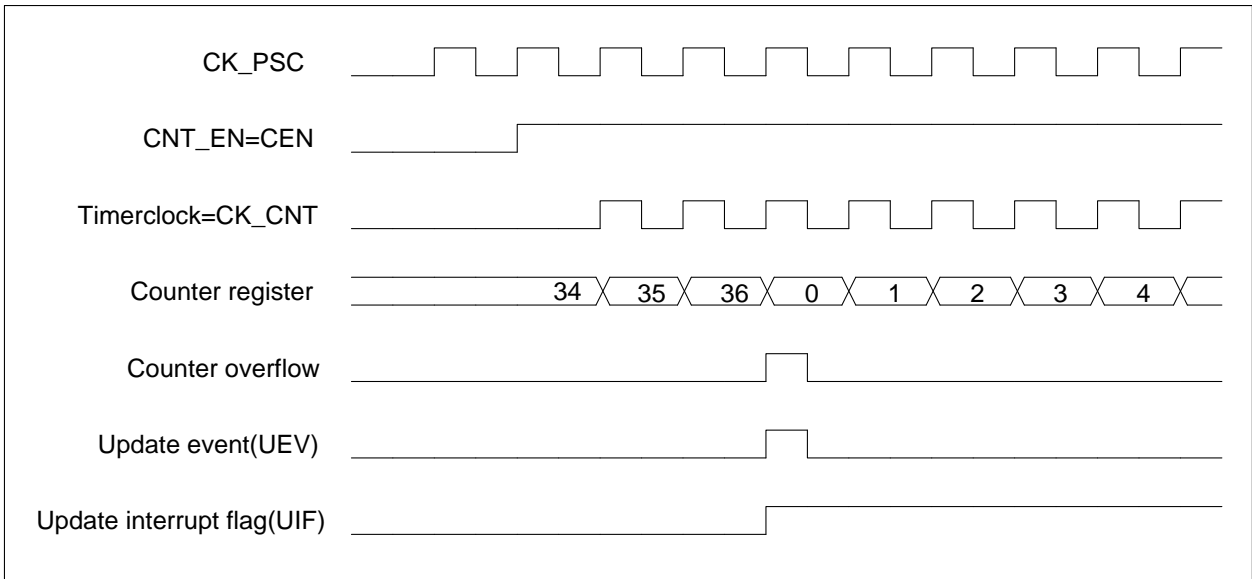 CK_PSC
CNT_EN=CEN
Timerclock=CK_CNT
Counter register 34 35 36 0 1 2 3 4
Counter overflow
Update event(UEV)
Update interrupt flag(UIF)